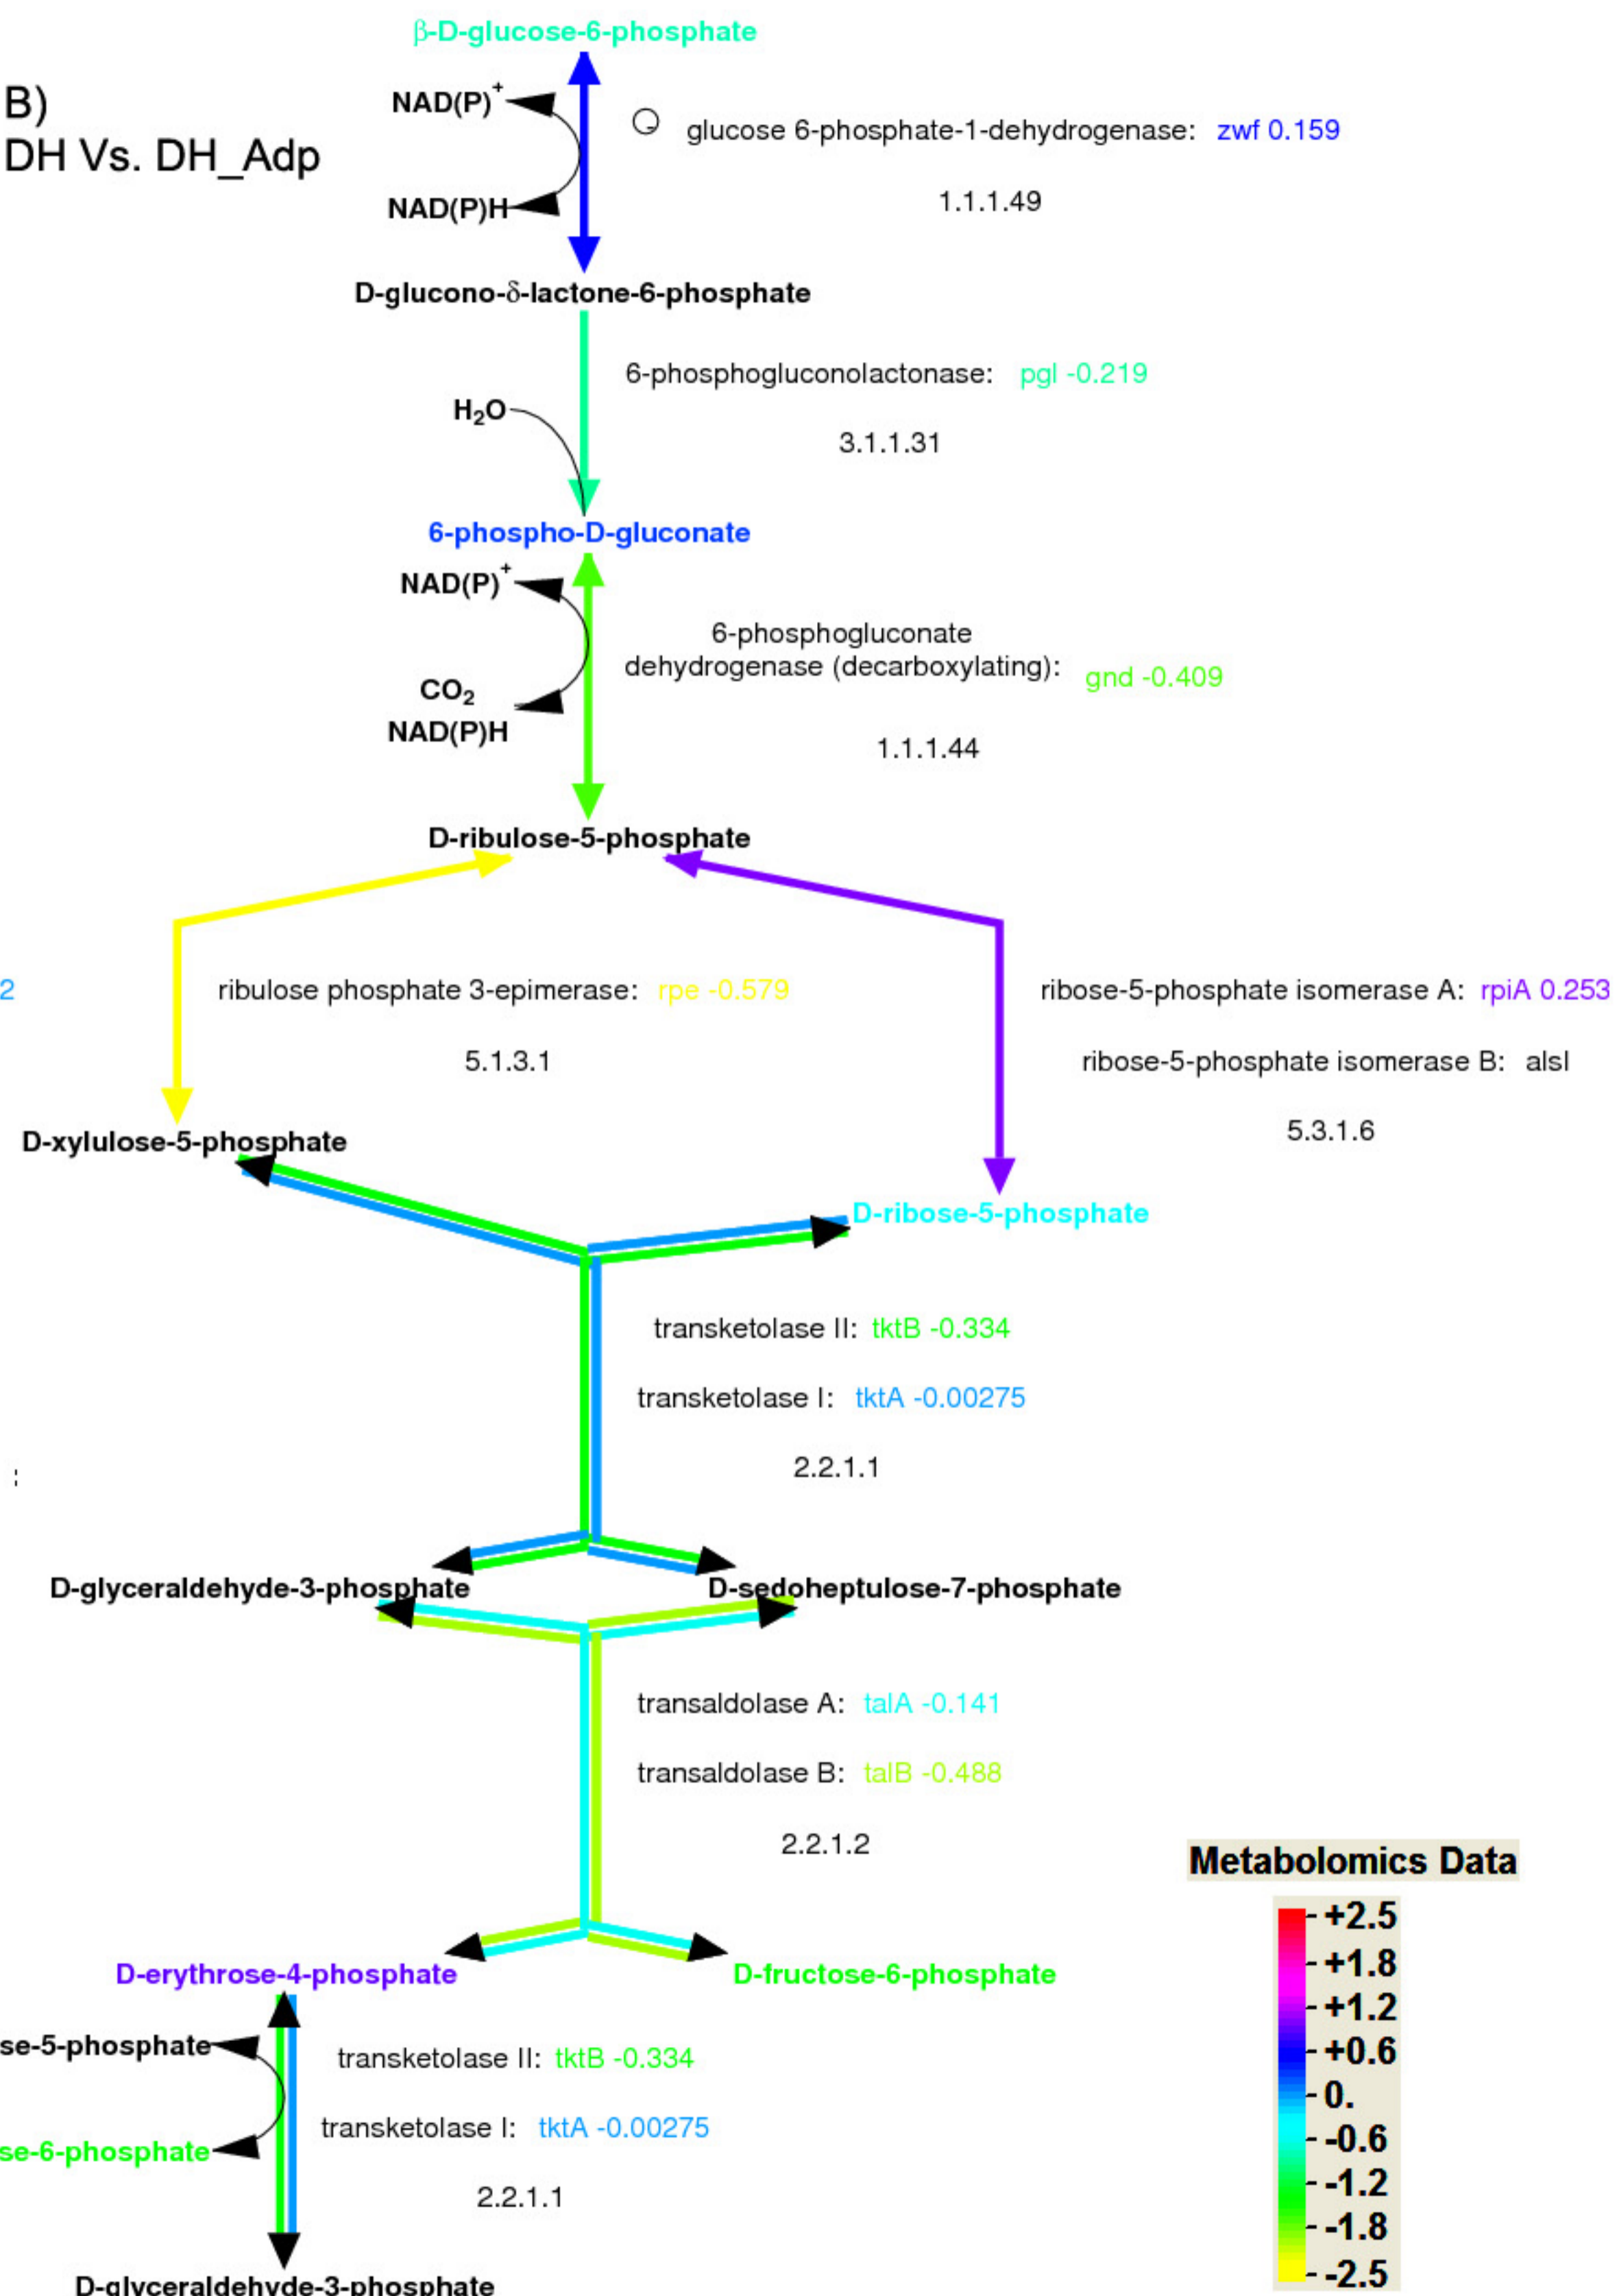 β-D-glucose-6-phosphate
B)
DH Vs. DH_Adp
NAD(P)+
glucose 6-phosphate-1-dehydrogenase: zwf 0.159
NAD(P)H
1.1.1.49
D-glucono-δ-lactone-6-phosphate
6-phosphogluconolactonase: pgl -0.219
H2O
3.1.1.31
6-phospho-D-gluconate
NAD(P)+
6-phosphogluconate
dehydrogenase (decarboxylating): gnd -0.409
CO2
NAD(P)H
1.1.1.44
D-ribulose-5-phosphate
2
ribulose phosphate 3-epimerase: rpe -0.579
ribose-5-phosphate isomerase A: rpiA 0.253
5.1.3.1
ribose-5-phosphate isomerase B: alsI
5.3.1.6
D-xylulose-5-phosphate
D-ribose-5-phosphate
transketolase II: tktB -0.334
transketolase I: tktA -0.00275
2.2.1.1
:
D-glyceraldehyde-3-phosphate
D-sedoheptulose-7-phosphate
transaldolase A: talA -0.141
transaldolase B: talB -0.488
2.2.1.2
D-erythrose-4-phosphate
D-fructose-6-phosphate
se-5-phosphate
transketolase II: tktB -0.334
transketolase I: tktA -0.00275
se-6-phosphate
2.2.1.1
D-glyceraldehyde-3-phosphate
Metabolomics Data
+2.5
+1.8
+1.2
+0.6
0.
-0.6
-1.2
-1.8
-2.5